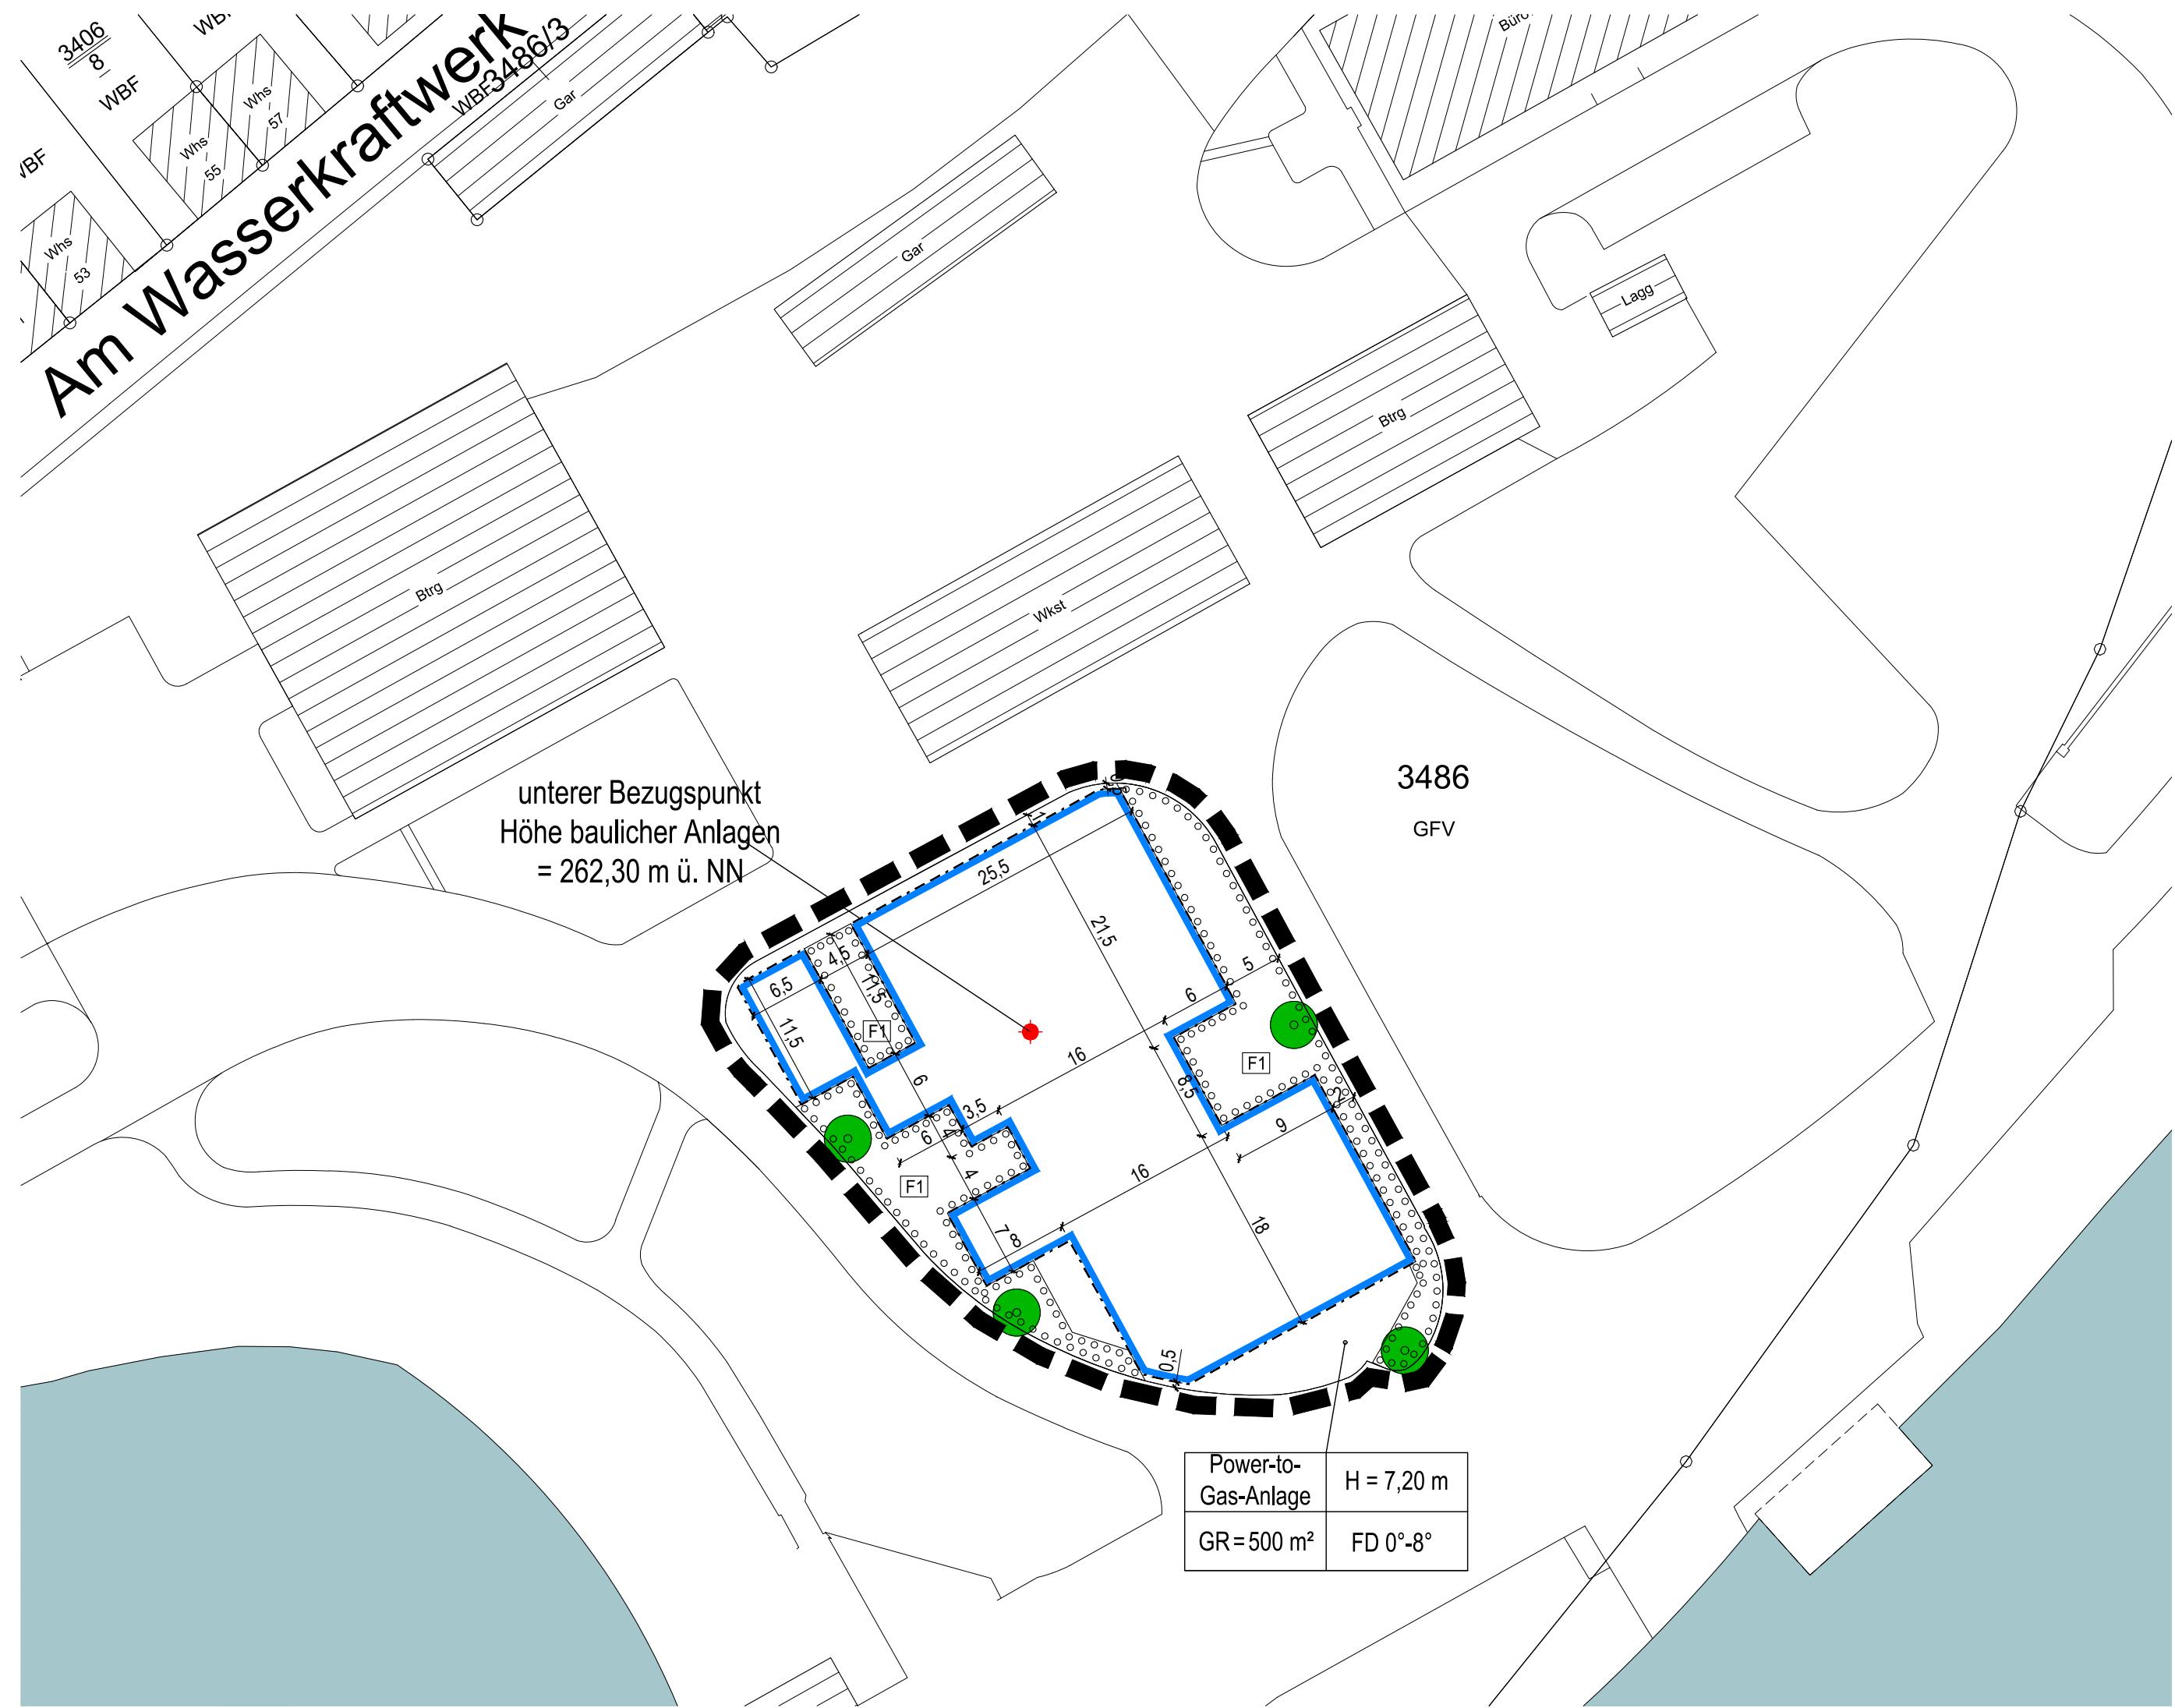 3406
8
WBF
Whs
57
Whs
55
Whs
53
Am Wasserkraftwerk
WBF
3486/3
Gar
Gar
Lagg
Btrg
Btrg
Wkst
3486
GFV
unterer Bezugspunkt
Höhe baulicher Anlagen
= 262,30 m ü. NN
1
25,5
21,5
4,5
6,5
11,5
11,5
F1
5
6
16
F1
8,5
6
3,5
6
4
4
F1
2
9
16
18
7
8
0,5
Power-to-
Gas-Anlage
H = 7,20 m
GR = 500 m²
FD 0°-8°